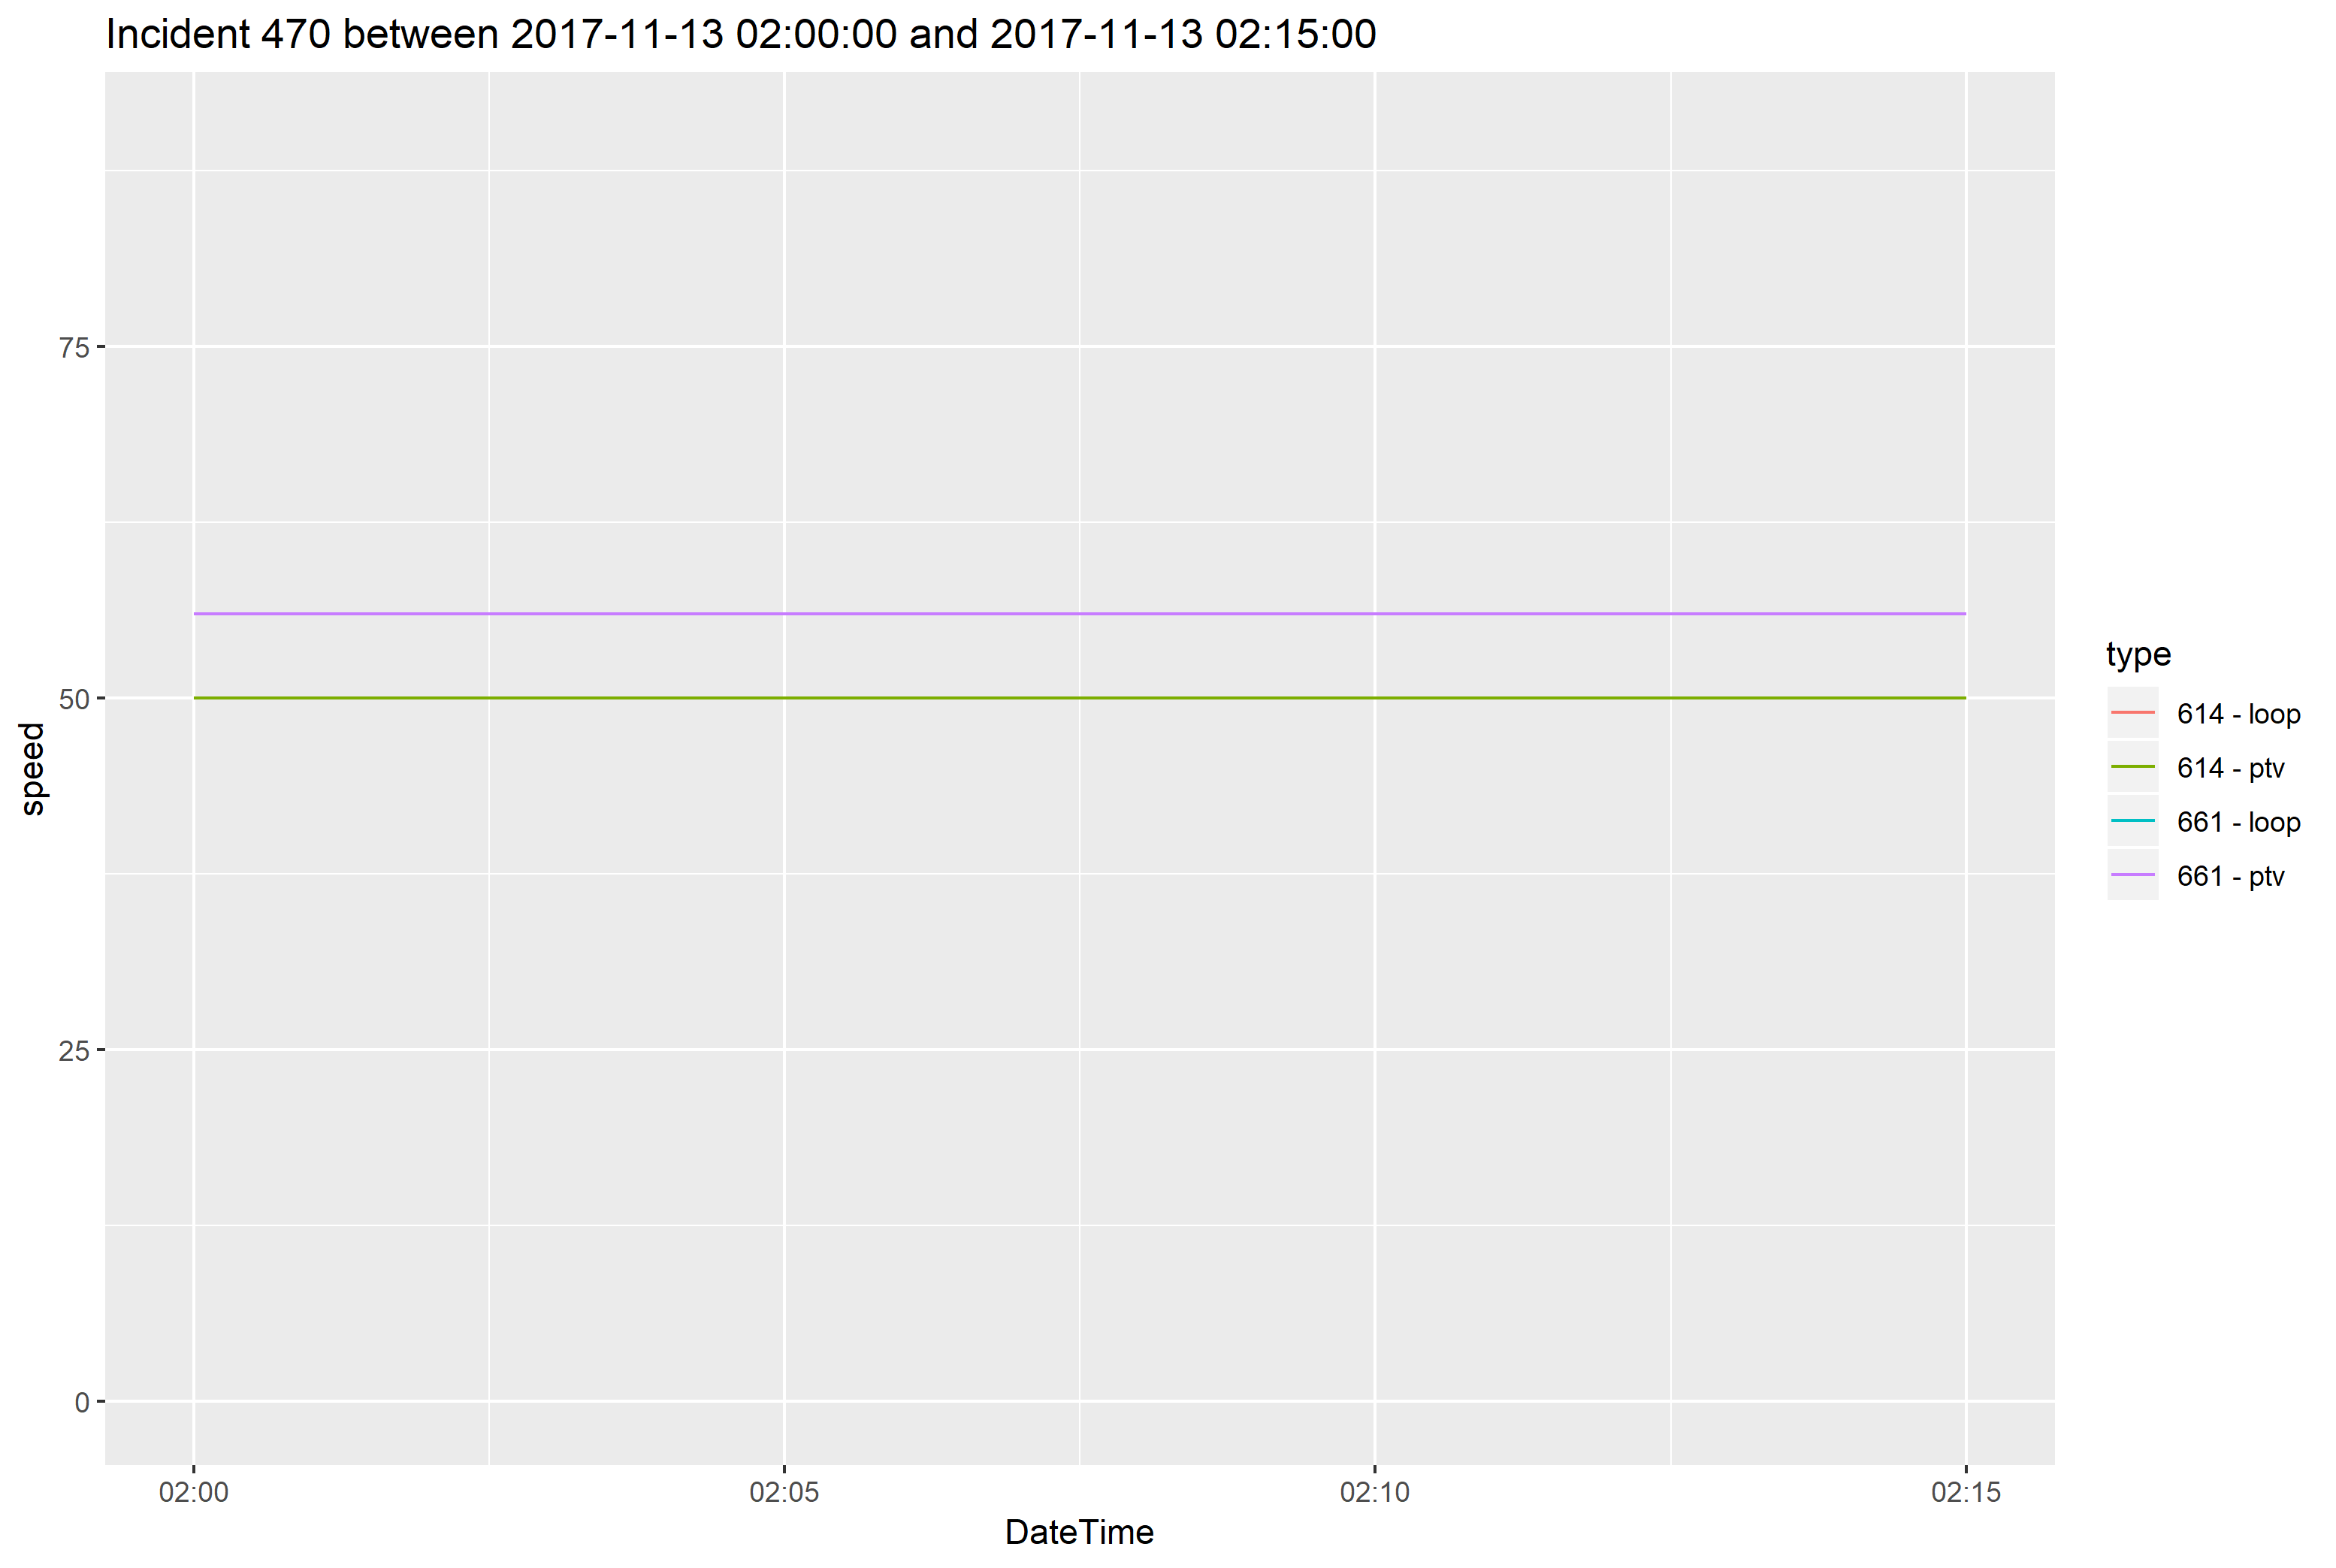 Incident 470 between 2017-11-13 02:00:00 and 2017-11-13 02:15:00
75
50
25
0
speed
02:00
02:05
02:10
02:15
DateTime
type
614 - loop
614 - ptv
661 - loop
661 - ptv